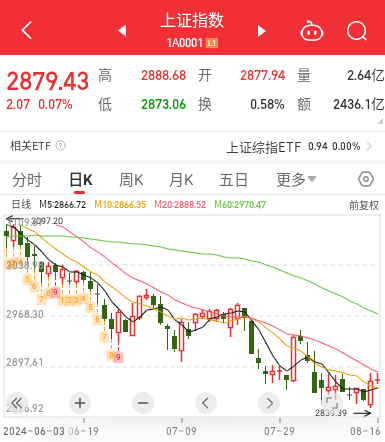 上证指数
1A0001 L1
2879.43 高 2888.68 开 2877.94 量 2.64亿
2.07 0.07% 低 2873.06 换 0.58% 额 2436.1亿
相关ETF ? 上证综指ETF 0.94 0.00%
分时 日K 周K 月K 五日 更多
日线 M5:2866.72 M10:2866.35 M20:2888.52 M60:2970.47 前复权
3097.20
2968.30
2897.61
2839.39
2024-06-03 06-19 07-09 07-29 08-16